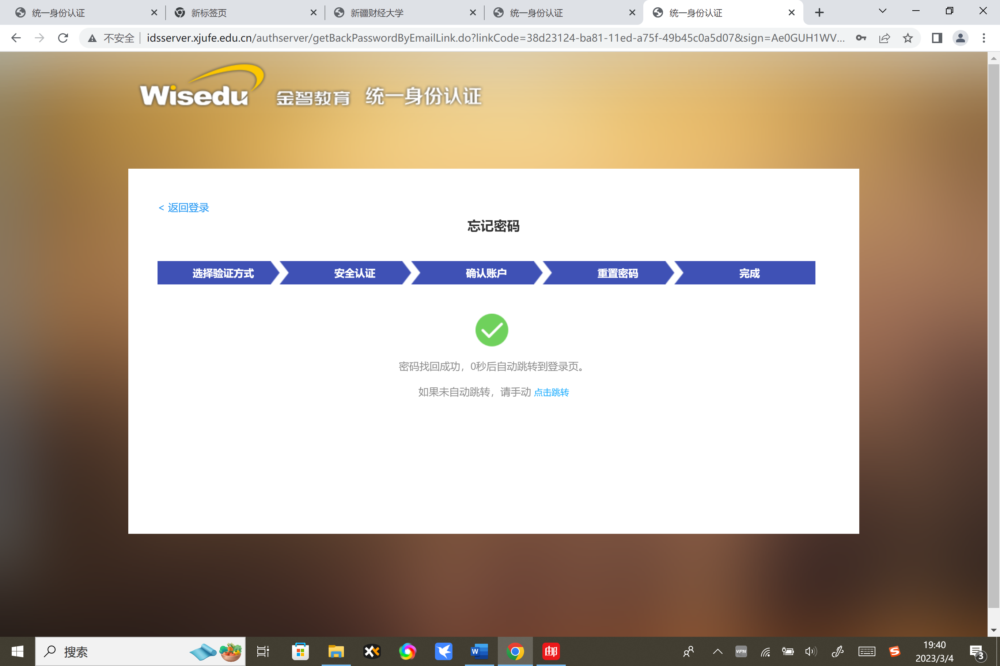 统一身份认证
新标签页
新疆财经大学
统一身份认证
统一身份认证
不安全
idsserver.xjufe.edu.cn/authserver/getBackPasswordByEmailLink.do?linkCode=38d23124-ba81-11ed-a75f-49b45c0a5d07&sign=Ae0GUH1WV...
Wisedu 金智教育 统一身份认证
< 返回登录
忘记密码
选择验证方式 安全认证 确认账户 重置密码 完成
密码找回成功，0秒后自动跳转到登录页。
如果未自动跳转，请手动 点击跳转
搜索
W
邮
VPN
S
19:40
2023/3/4
3